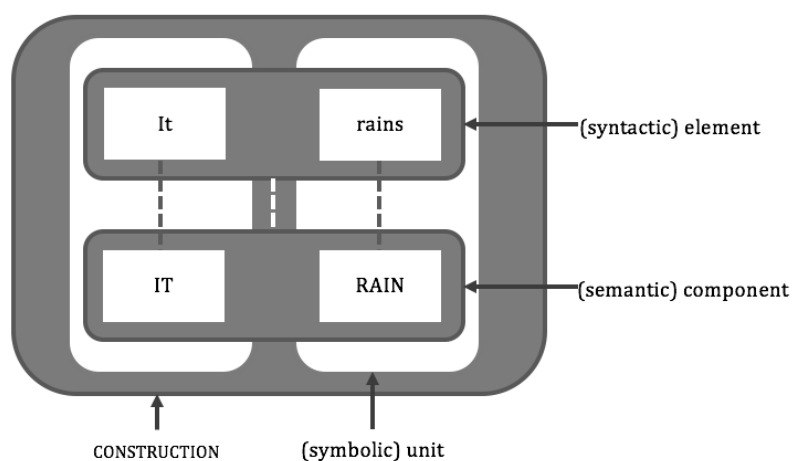 It rains
(syntactic) element
IT RAIN
(semantic) component
CONSTRUCTION (symbolic) unit